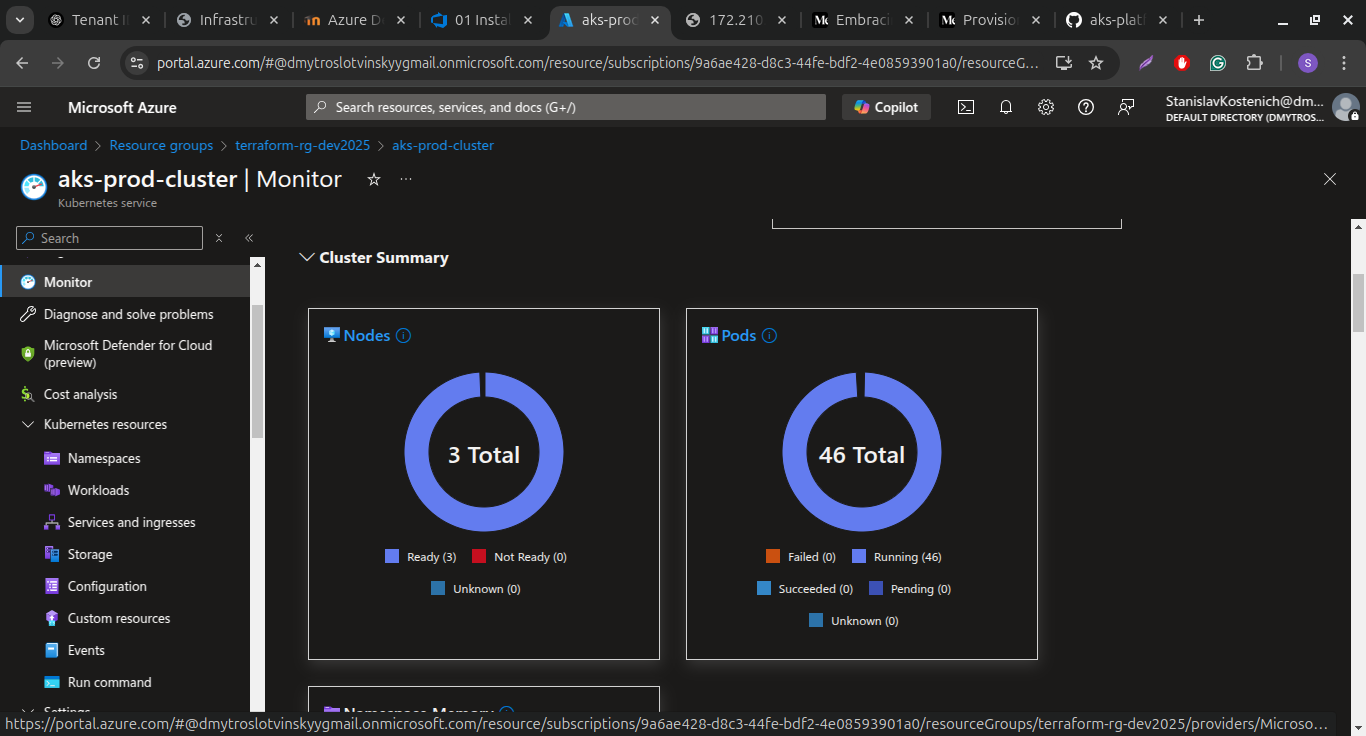 Tenant I
Infrastru
Azure De
01 Instal
aks-prod
172.210
Embraci
Provisio
aks-plat
portal.azure.com/#@dmytroslotvinskyygmail.onmicrosoft.com/resource/subscriptions/9a6ae428-d8c3-44fe-bdf2-4e08593901a0/resourceG...
S
Microsoft Azure
Search resources, services, and docs (G+/)
Copilot
StanislavKostenich@dm...
DEFAULT DIRECTORY (DMYTROS...
Dashboard > Resource groups > terraform-rg-dev2025 > aks-prod-cluster
aks-prod-cluster | Monitor
Kubernetes service
Search
Monitor
Diagnose and solve problems
Microsoft Defender for Cloud
(preview)
Cost analysis
Kubernetes resources
Namespaces
Workloads
Services and ingresses
Storage
Configuration
Custom resources
Events
Run command
Settings
Cluster Summary
Nodes
3 Total
Ready (3) Not Ready (0)
Unknown (0)
Pods
46 Total
Failed (0) Running (46)
Succeeded (0) Pending (0)
Unknown (0)
Namespace Memory
https://portal.azure.com/#@dmytroslotvinskyygmail.onmicrosoft.com/resource/subscriptions/9a6ae428-d8c3-44fe-bdf2-4e08593901a0/resourceGroups/terraform-rg-dev2025/providers/Microso...